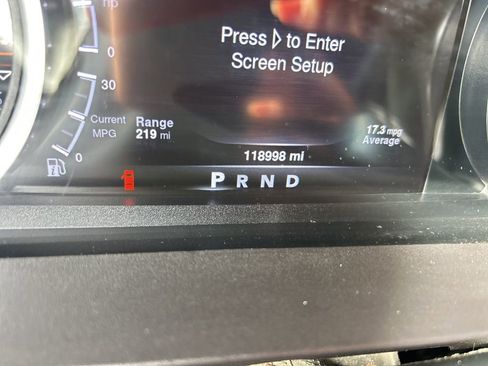 hp
0
Press ▷ to Enter
Screen Setup
30
Current
MPG
0
Range
219 mi
17.3 mpg
Average
118998 mi
P R N D